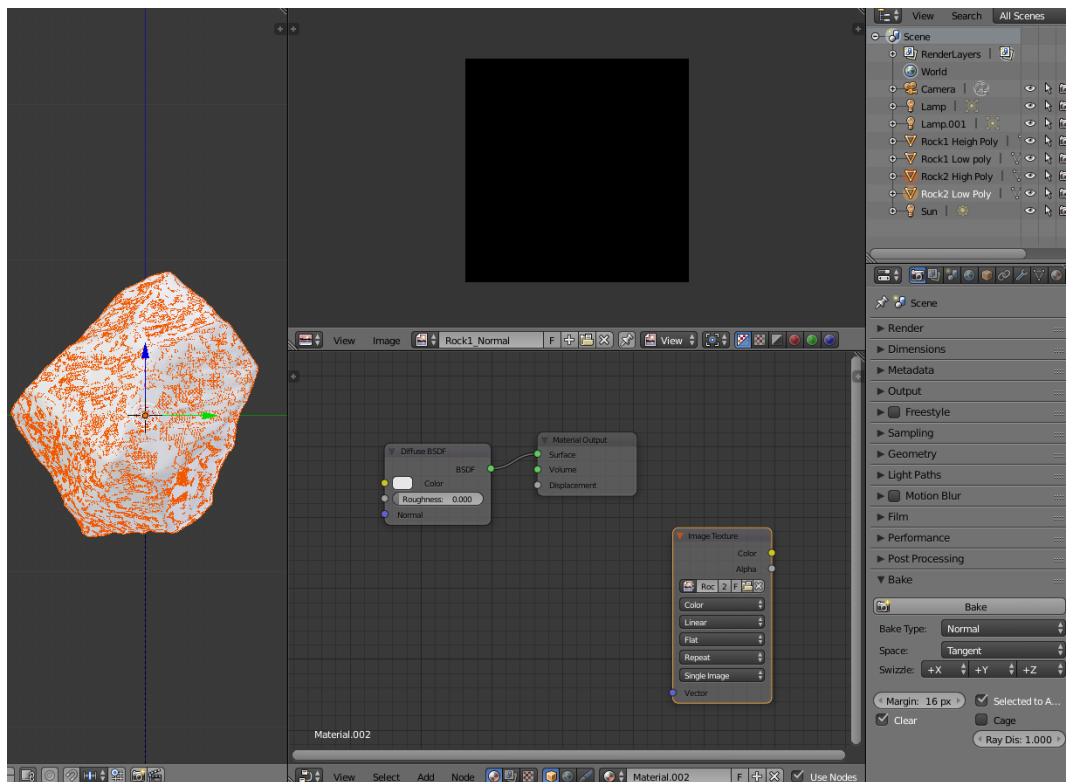 View Search All Scenes
Scene
RenderLayers |
World
Camera |
Lamp |
Lamp.001 |
Rock1 Heigh Poly |
Rock1 Low poly |
Rock2 High Poly |
Rock2 Low Poly |
Sun |
View Image Rock1_Normal F View
Scene
Render
Dimensions
Metadata
Output
Freestyle
Sampling
Geometry
Light Paths
Motion Blur
Film
Performance
Post Processing
Bake
Bake
Bake Type: Normal
Space: Tangent
Swizzle: +X +Y +Z
Margin: 16 px Selected to A...
Clear Cage
Ray Dis: 1.000
Diffuse BSDF
BSDF
Color
Roughness: 0.000
Normal
Material Output
Surface
Volume
Displacement
Image Texture
Color
Alpha
Roc 2 F
Color
Linear
Flat
Repeat
Single Image
Vector
Material.002
View Select Add Node Material.002 F Use Nodes